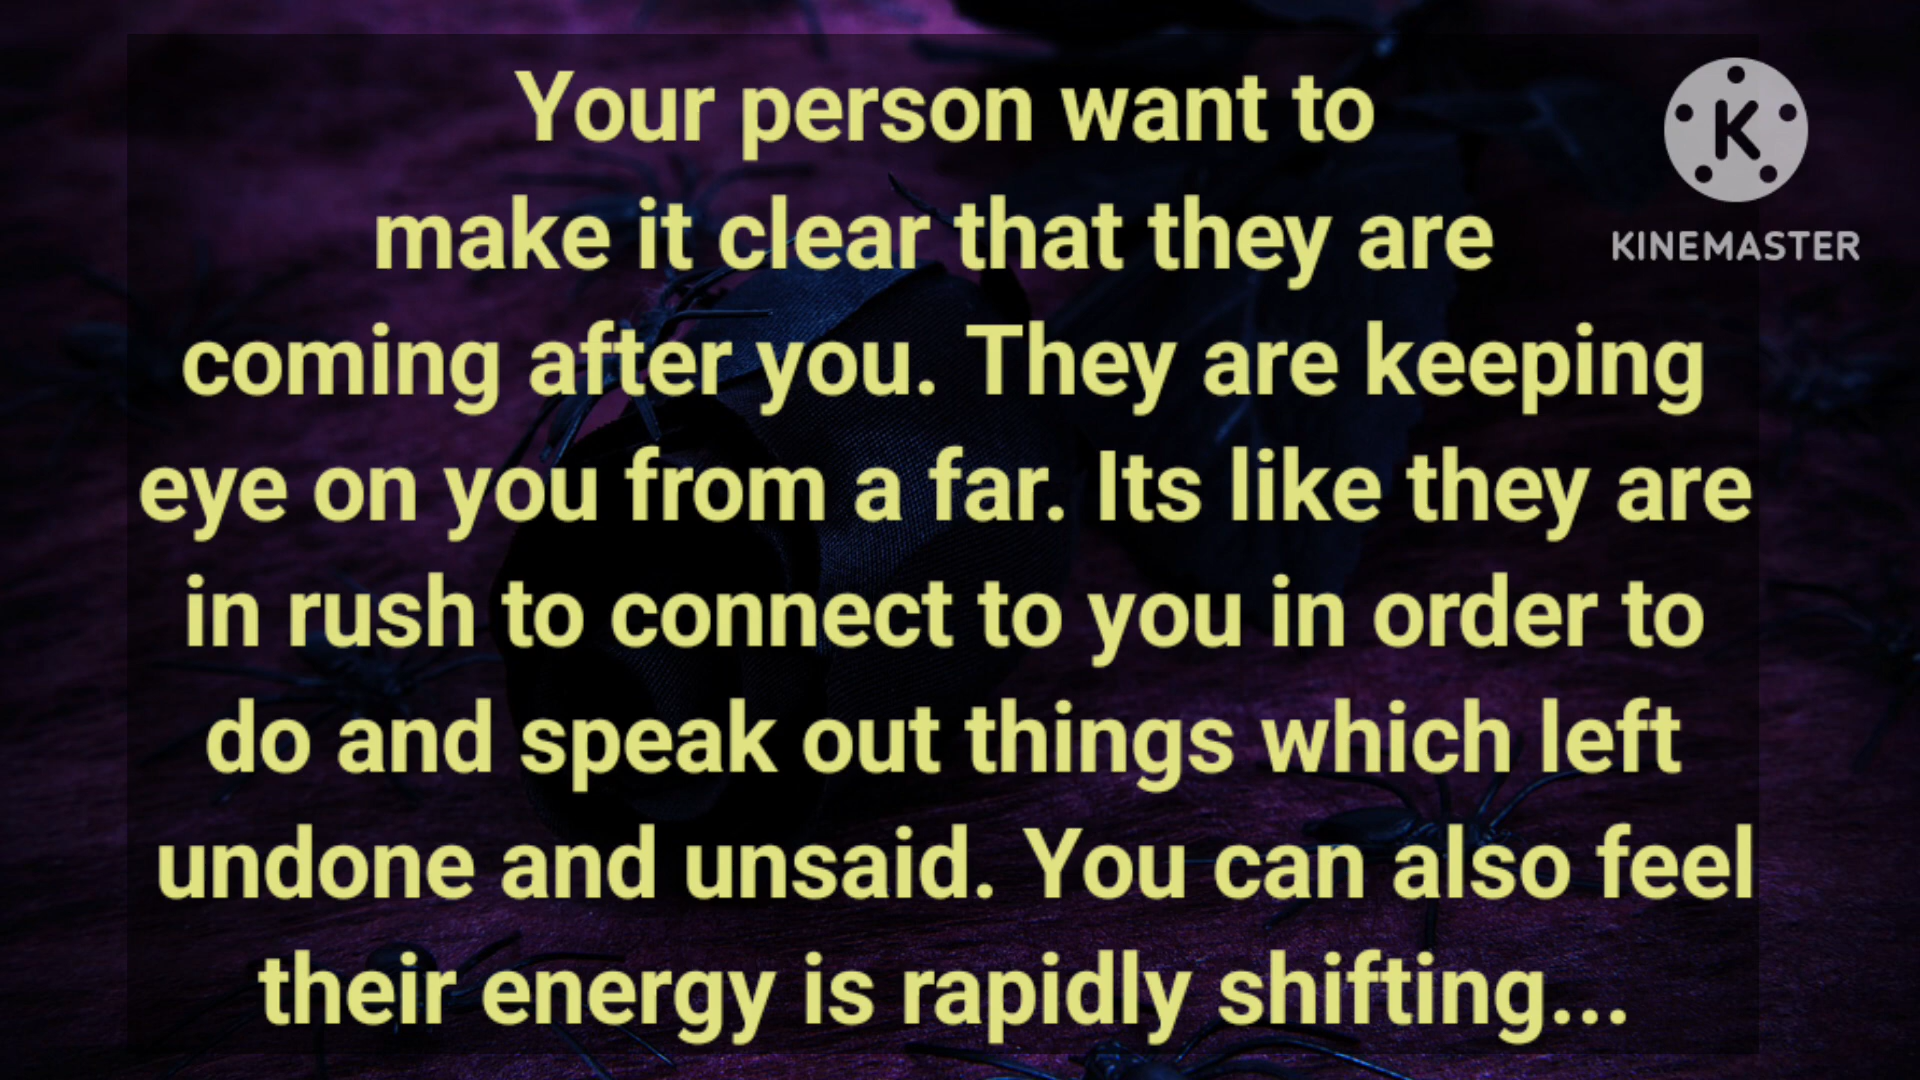 Your person want to
make it clear that they are
coming after you. They are keeping
eye on you from a far. Its like they are
in rush to connect to you in order to
do and speak out things which left
undone and unsaid. You can also feel
their energy is rapidly shifting...
K
KINEMASTER